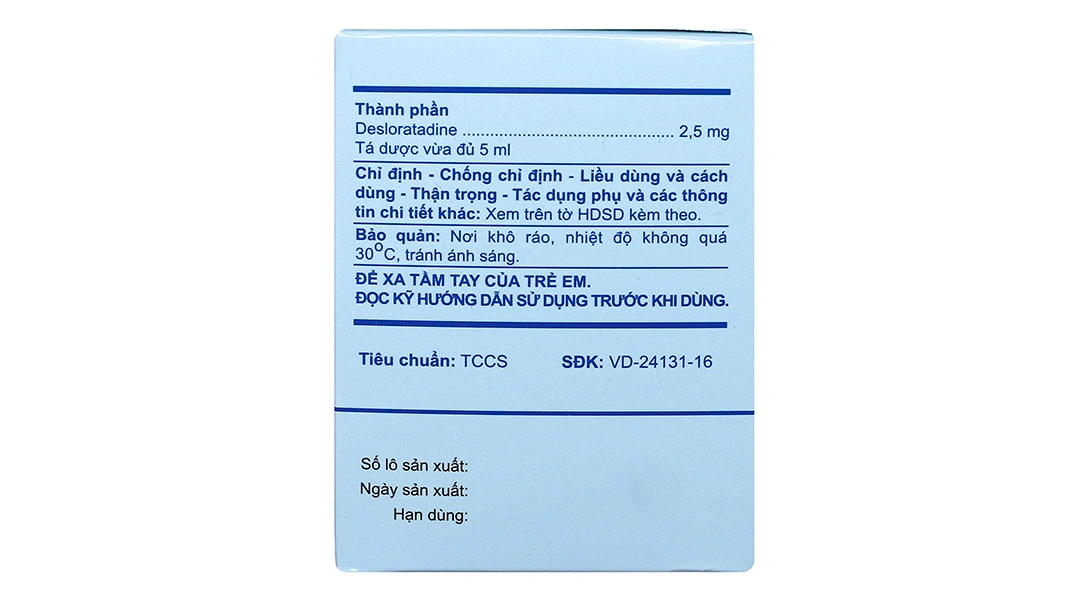 Thành phần
Desloratadine .............................................. 2,5 mg
Tá dược vừa đủ 5 ml
Chỉ định - Chống chỉ định - Liều dùng và cách
dùng - Thận trọng - Tác dụng phụ và các thông
tin chi tiết khác: Xem trên tờ HDSD kèm theo.
Bảo quản: Nơi khô ráo, nhiệt độ không quá
30°C, tránh ánh sáng.
ĐỂ XA TẦM TAY CỦA TRẺ EM.
ĐỌC KỸ HƯỚNG DẪN SỬ DỤNG TRƯỚC KHI DÙNG.
Tiêu chuẩn: TCCS SĐK: VD-24131-16
Số lô sản xuất:
Ngày sản xuất:
Hạn dùng: